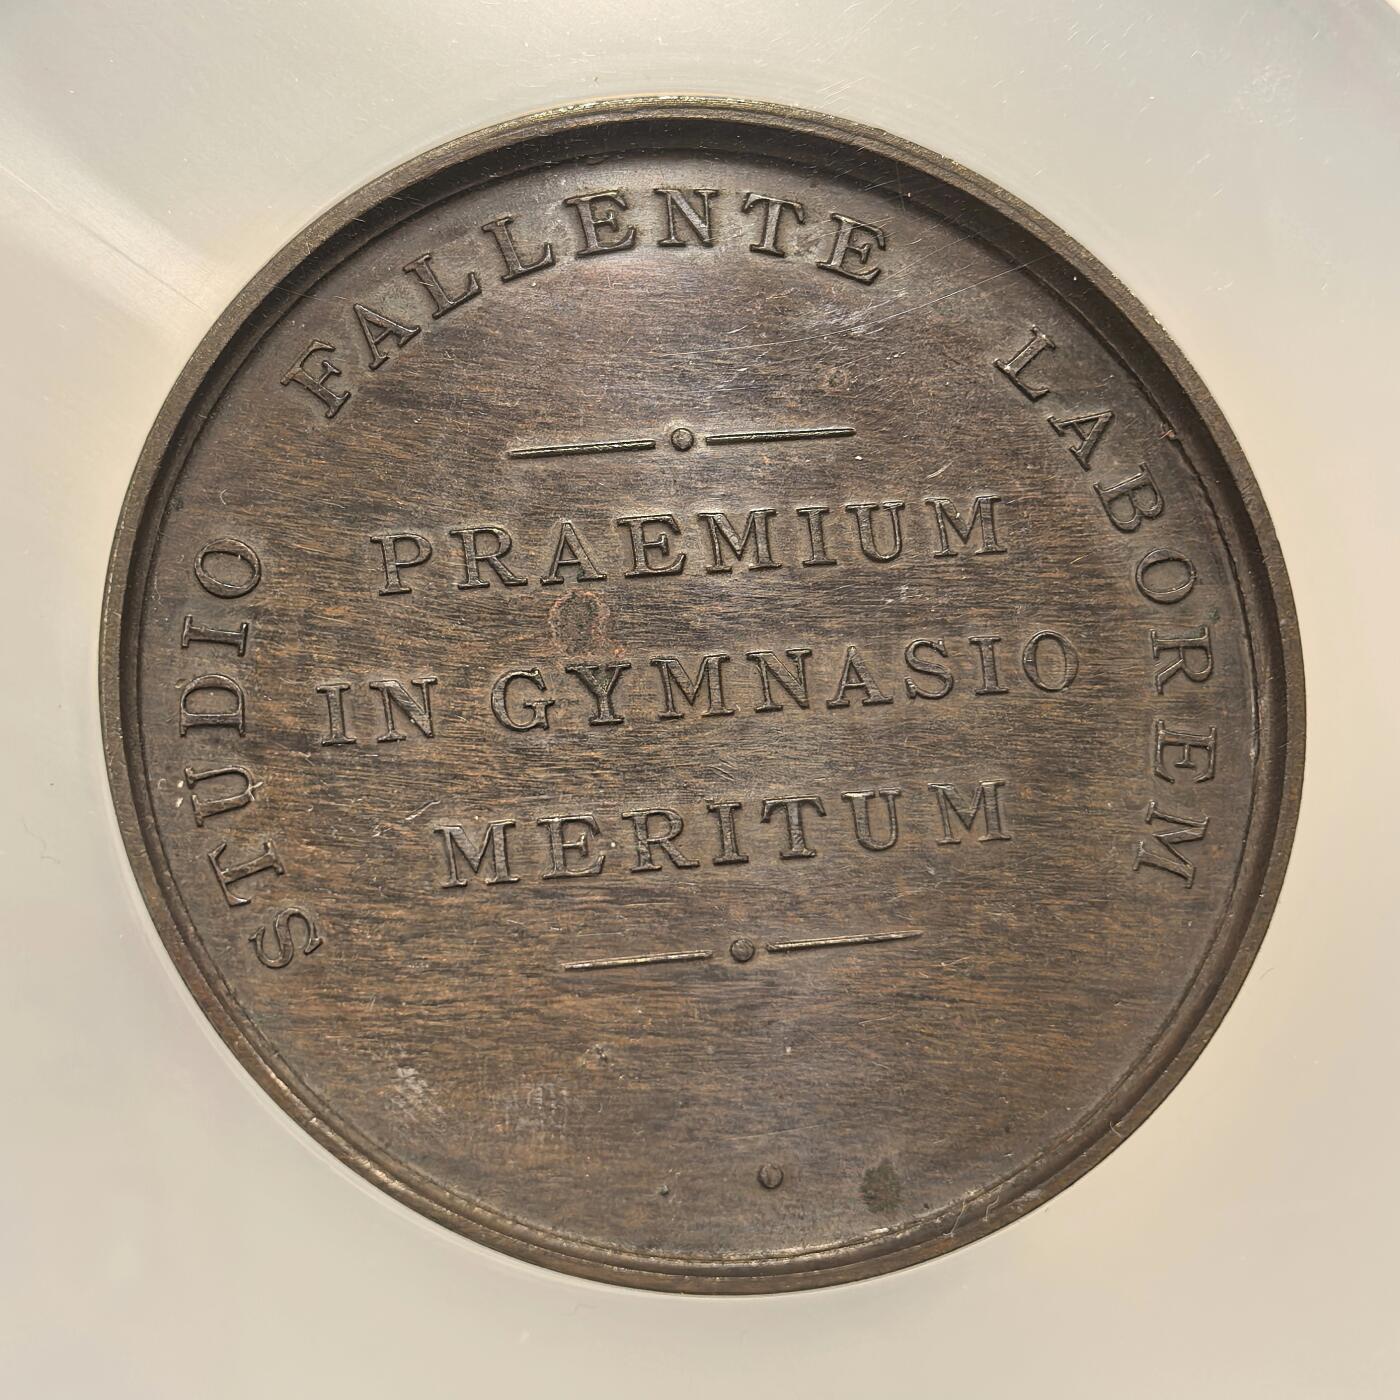 STUDIO FALLENTE LABOREM
PRAEMIUM
IN GYMNASIO
MERITUM